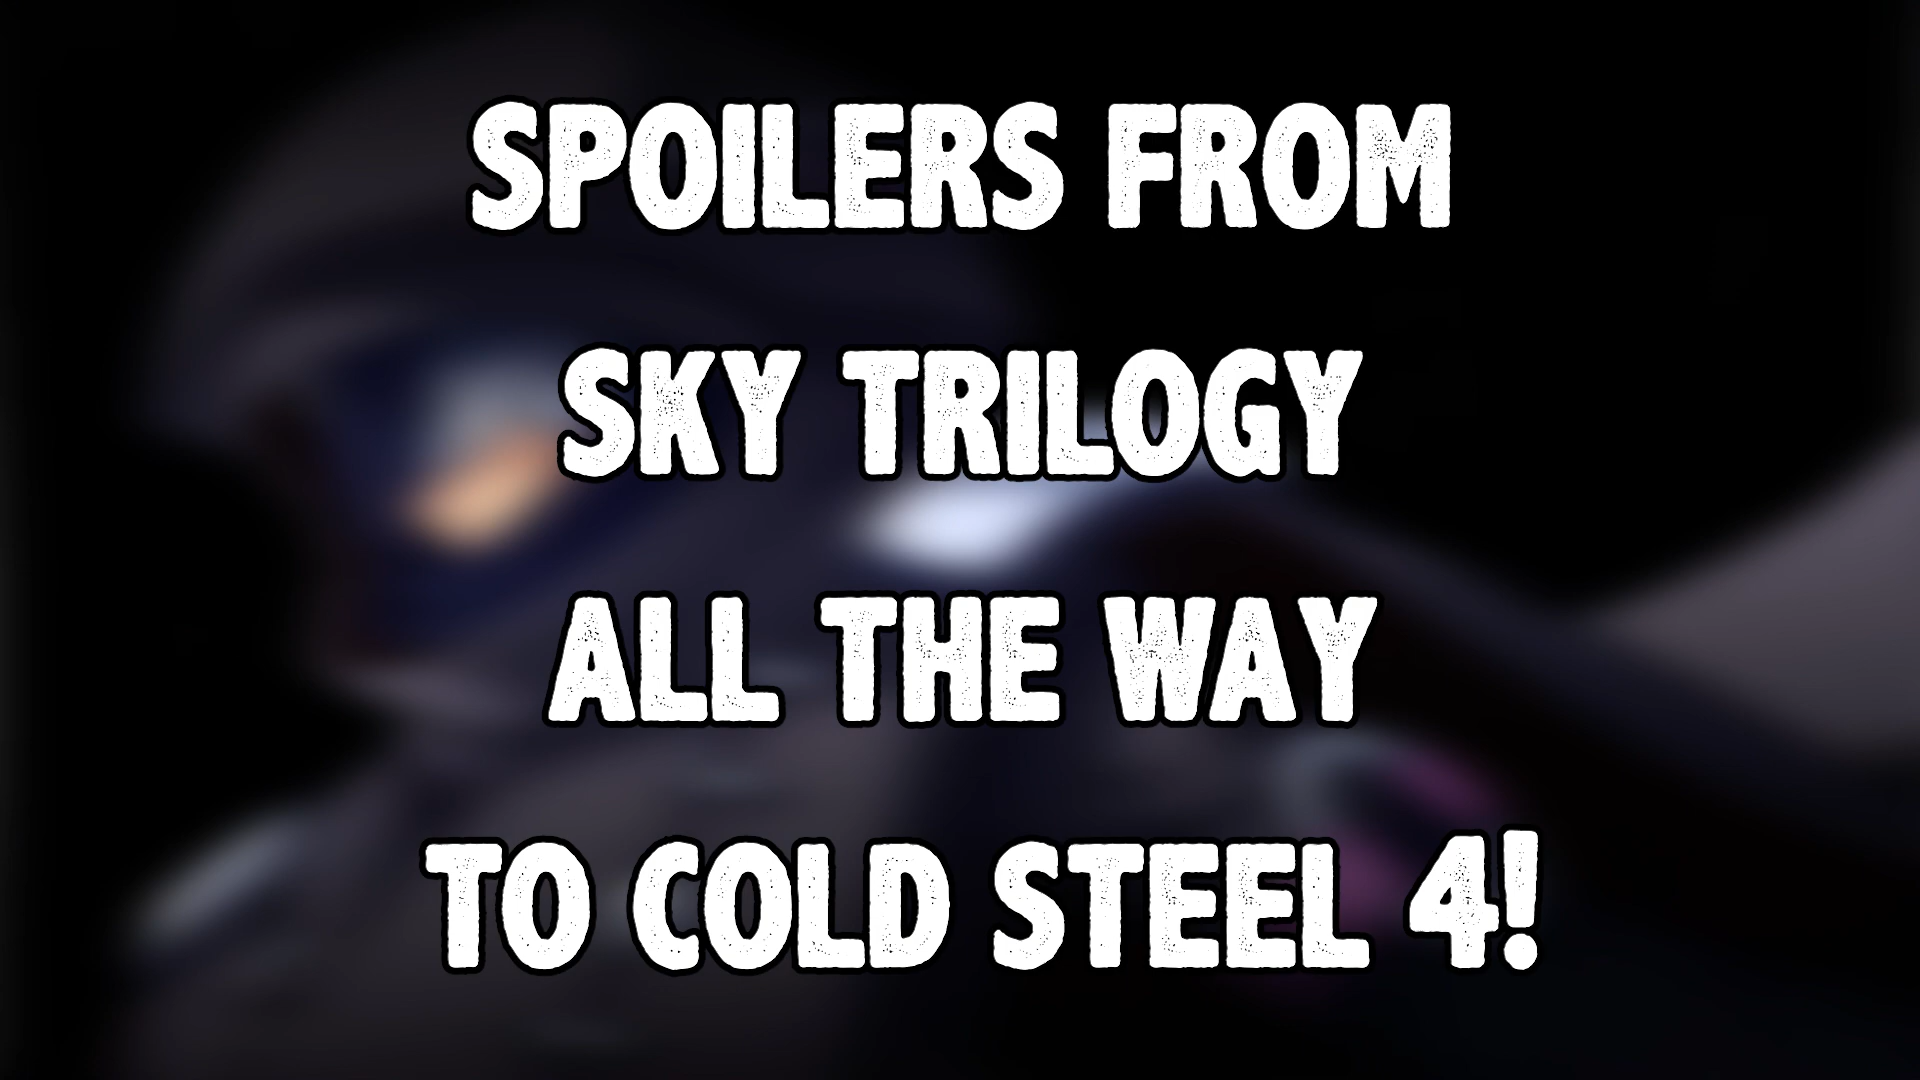 SPOILERS FROM
SKY TRILOGY
ALL THE WAY
TO COLD STEEL 4!